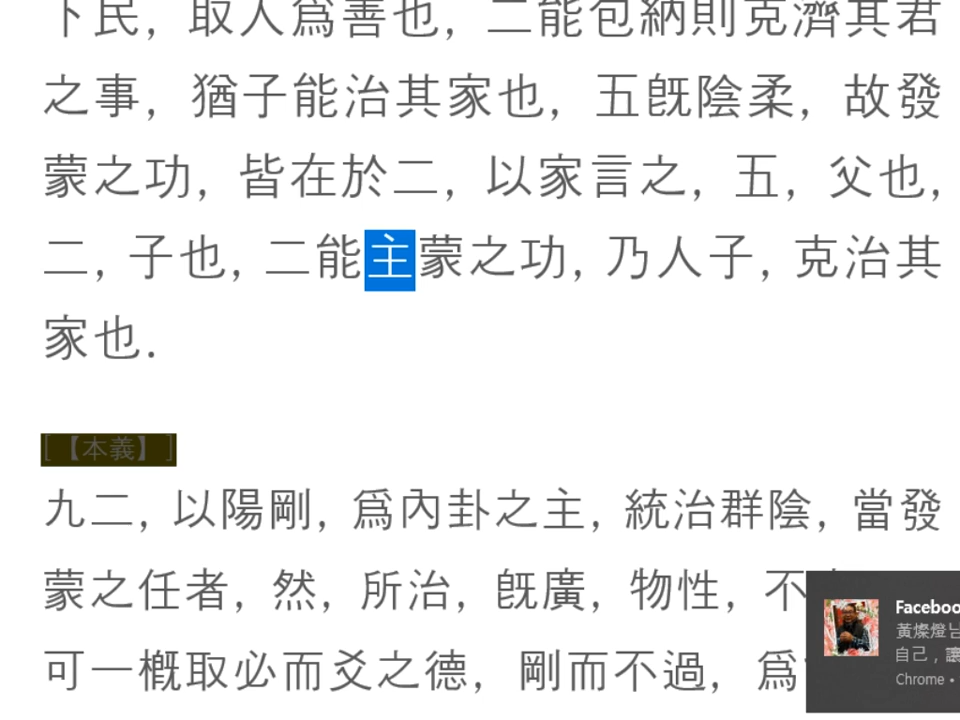 下民, 取人爲善也, 二能包納則克濟其君
之事, 猶子能治其家也, 五旣陰柔, 故發
蒙之功, 皆在於二, 以家言之, 五, 父也,
二, 子也, 二能主蒙之功, 乃人子, 克治其
家也.
[【本義】]
九二, 以陽剛, 爲內卦之主, 統治群陰, 當發
蒙之任者, 然, 所治, 旣廣, 物性, 不
可一槪取必而爻之德, 剛而不過, 爲
Faceboo
黃燦燈님
自己 , 讓
Chrome •